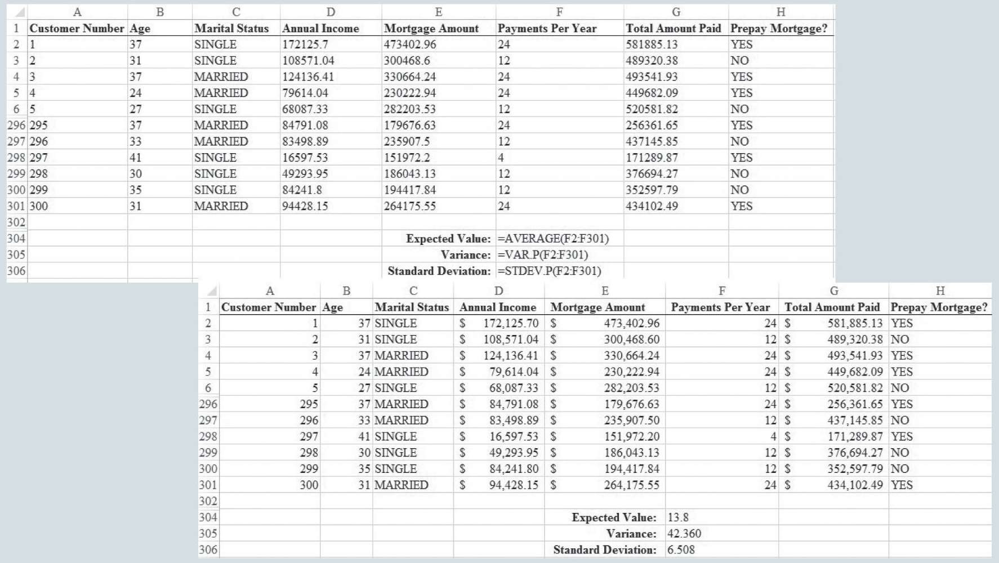 A B C D E F G H
1 Customer Number Age Marital Status Annual Income Mortgage Amount Payments Per Year Total Amount Paid Prepay Mortgage?
2 1 37 SINGLE 172125.7 473402.96 24 581885.13 YES
3 2 31 SINGLE 108571.04 300468.6 12 489320.38 NO
4 3 37 MARRIED 124136.41 330664.24 24 493541.93 YES
5 4 24 MARRIED 79614.04 230222.94 24 449682.09 YES
6 5 27 SINGLE 68087.33 282203.53 12 520581.82 NO
296 295 37 MARRIED 84791.08 179676.63 24 256361.65 YES
297 296 33 MARRIED 83498.89 235907.5 12 437145.85 NO
298 297 41 SINGLE 16597.53 151972.2 4 171289.87 YES
299 298 30 SINGLE 49293.95 186043.13 12 376694.27 NO
300 299 35 SINGLE 84241.8 194417.84 12 352597.79 NO
301 300 31 MARRIED 94428.15 264175.55 24 434102.49 YES
302
304 Expected Value: =AVERAGE(F2:F301)
305 Variance: =VAR.P(F2:F301)
306 Standard Deviation: =STDEV.P(F2:F301)
A B C D E F G H
1 Customer Number Age Marital Status Annual Income Mortgage Amount Payments Per Year Total Amount Paid Prepay Mortgage?
2 1 37 SINGLE $ 172,125.70 $ 473,402.96 24 $ 581,885.13 YES
3 2 31 SINGLE $ 108,571.04 $ 300,468.60 12 $ 489,320.38 NO
4 3 37 MARRIED $ 124,136.41 $ 330,664.24 24 $ 493,541.93 YES
5 4 24 MARRIED $ 79,614.04 $ 230,222.94 24 $ 449,682.09 YES
6 5 27 SINGLE $ 68,087.33 $ 282,203.53 12 $ 520,581.82 NO
296 295 37 MARRIED $ 84,791.08 $ 179,676.63 24 $ 256,361.65 YES
297 296 33 MARRIED $ 83,498.89 $ 235,907.50 12 $ 437,145.85 NO
298 297 41 SINGLE $ 16,597.53 $ 151,972.20 4 $ 171,289.87 YES
299 298 30 SINGLE $ 49,293.95 $ 186,043.13 12 $ 376,694.27 NO
300 299 35 SINGLE $ 84,241.80 $ 194,417.84 12 $ 352,597.79 NO
301 300 31 MARRIED $ 94,428.15 $ 264,175.55 24 $ 434,102.49 YES
302
304 Expected Value: 13.8
305 Variance: 42.360
306 Standard Deviation: 6.508